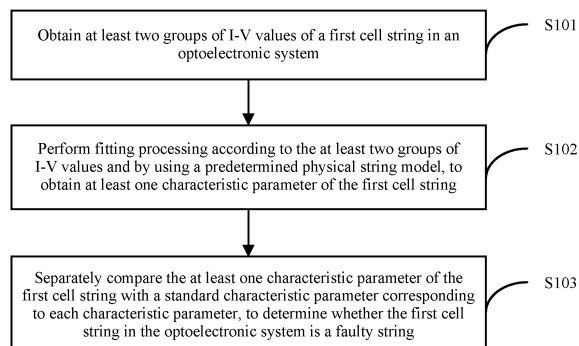 Obtain at least two groups of I-V values of a first cell string in an
optoelectronic system
S101
Perform fitting processing according to the at least two groups of
I-V values and by using a predetermined physical string model, to
obtain at least one characteristic parameter of the first cell string
S102
Separately compare the at least one characteristic parameter of the
first cell string with a standard characteristic parameter corresponding
to each characteristic parameter, to determine whether the first cell
string in the optoelectronic system is a faulty string
S103